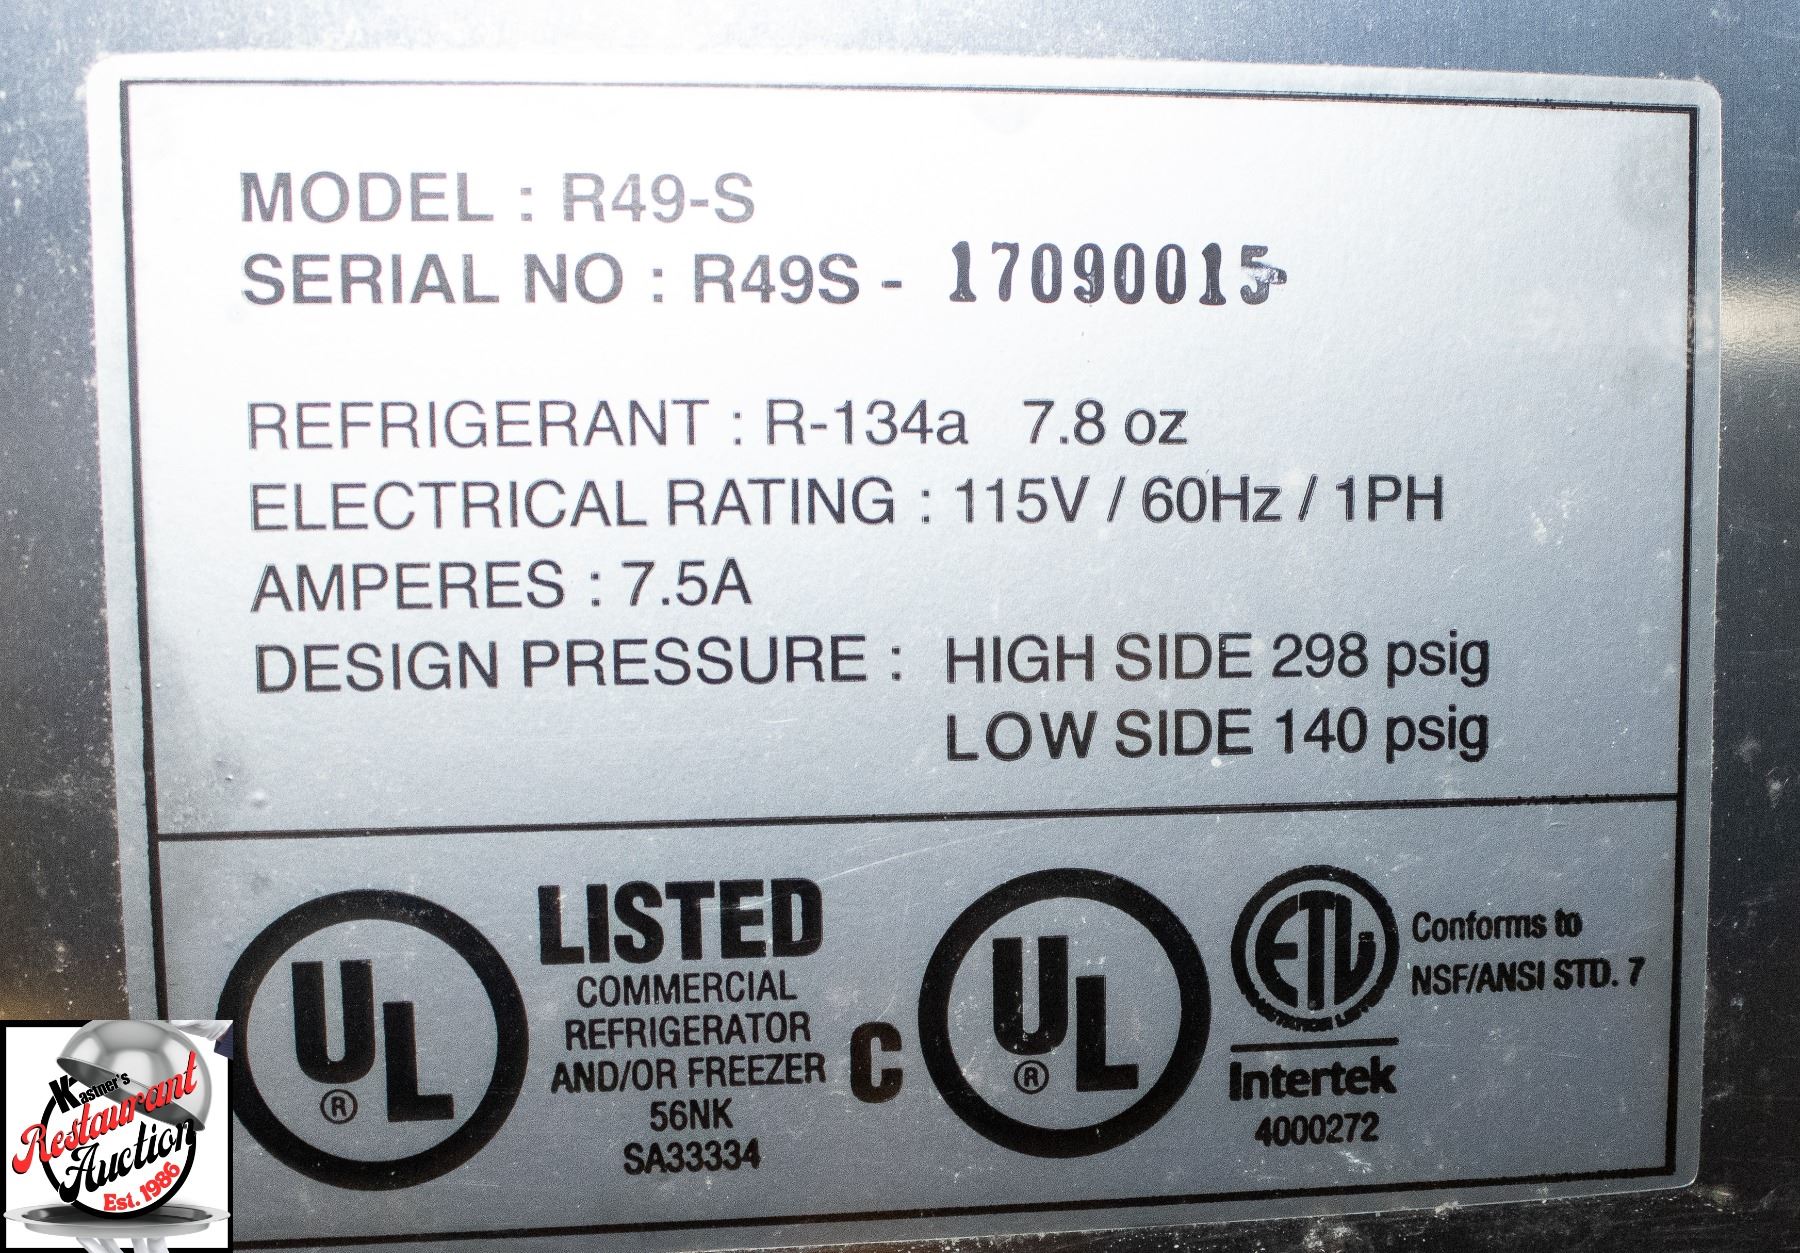 MODEL : R49-S
SERIAL NO : R49S - 17090015
REFRIGERANT : R-134a 7.8 oz
ELECTRICAL RATING : 115V / 60Hz / 1PH
AMPERES : 7.5A
DESIGN PRESSURE : HIGH SIDE 298 psig
LOW SIDE 140 psig
UL
®
LISTED
COMMERCIAL
REFRIGERATOR
AND/OR FREEZER
56NK
SA33334
C
UL
®
ETL
Intertek
4000272
Conforms to
NSF/ANSI STD. 7
Kastner's
Restaurant
Auction
Est. 1986